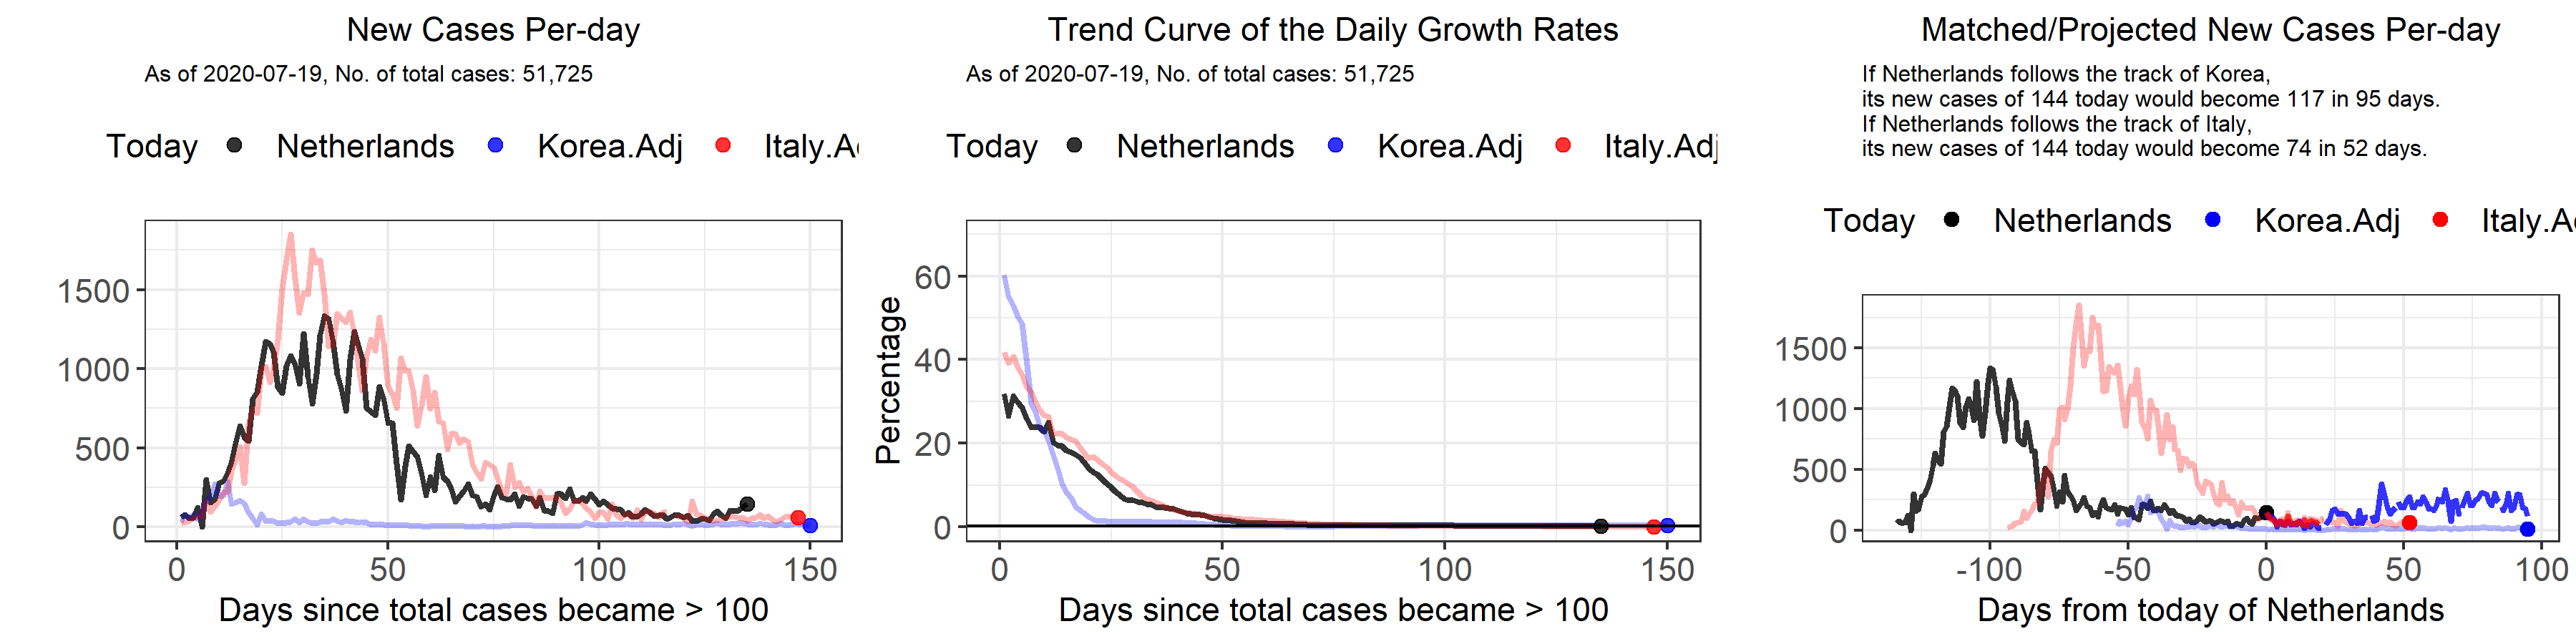 New Cases Per-day
As of 2020-07-19, No. of total cases: 51,725
Today Netherlands Korea.Adj Italy.A
1500
1000
500
0
0 50 100 150
Days since total cases became > 100
Trend Curve of the Daily Growth Rates
As of 2020-07-19, No. of total cases: 51,725
Today Netherlands Korea.Adj Italy.Adj
Percentage
60
40
20
0
0 50 100 150
Days since total cases became > 100
Matched/Projected New Cases Per-day
If Netherlands follows the track of Korea,
its new cases of 144 today would become 117 in 95 days.
If Netherlands follows the track of Italy,
its new cases of 144 today would become 74 in 52 days.
Today Netherlands Korea.Adj Italy.A
1500
1000
500
0
-100 -50 0 50 100
Days from today of Netherlands